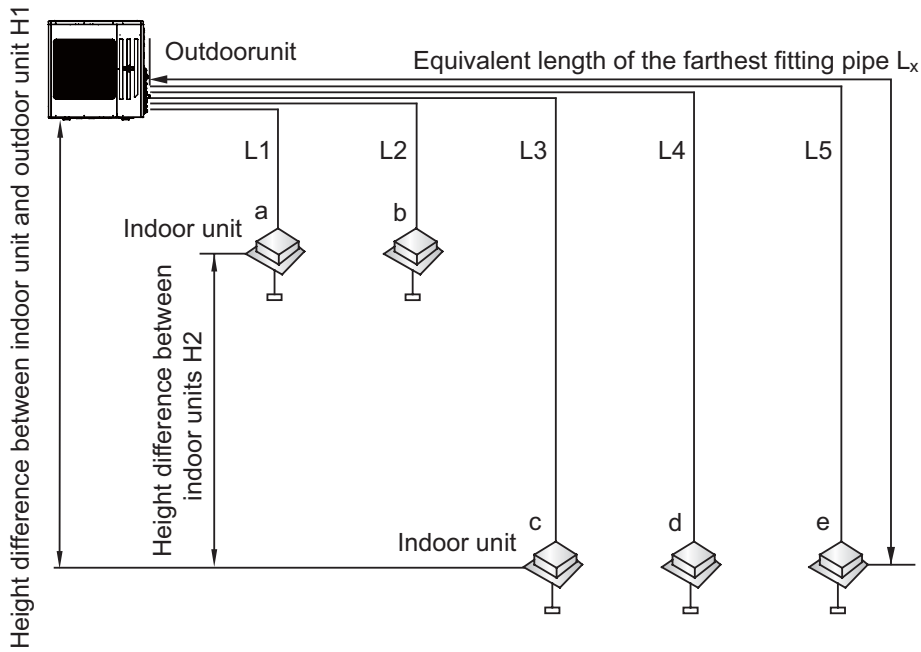 Height difference between indoor unit and outdoor unit H1
Outdoorunit
Equivalent length of the farthest fitting pipe Lₓ
L1
L2
L3
L4
L5
a
b
Indoor unit
Height difference between
indoor units H2
c
d
e
Indoor unit